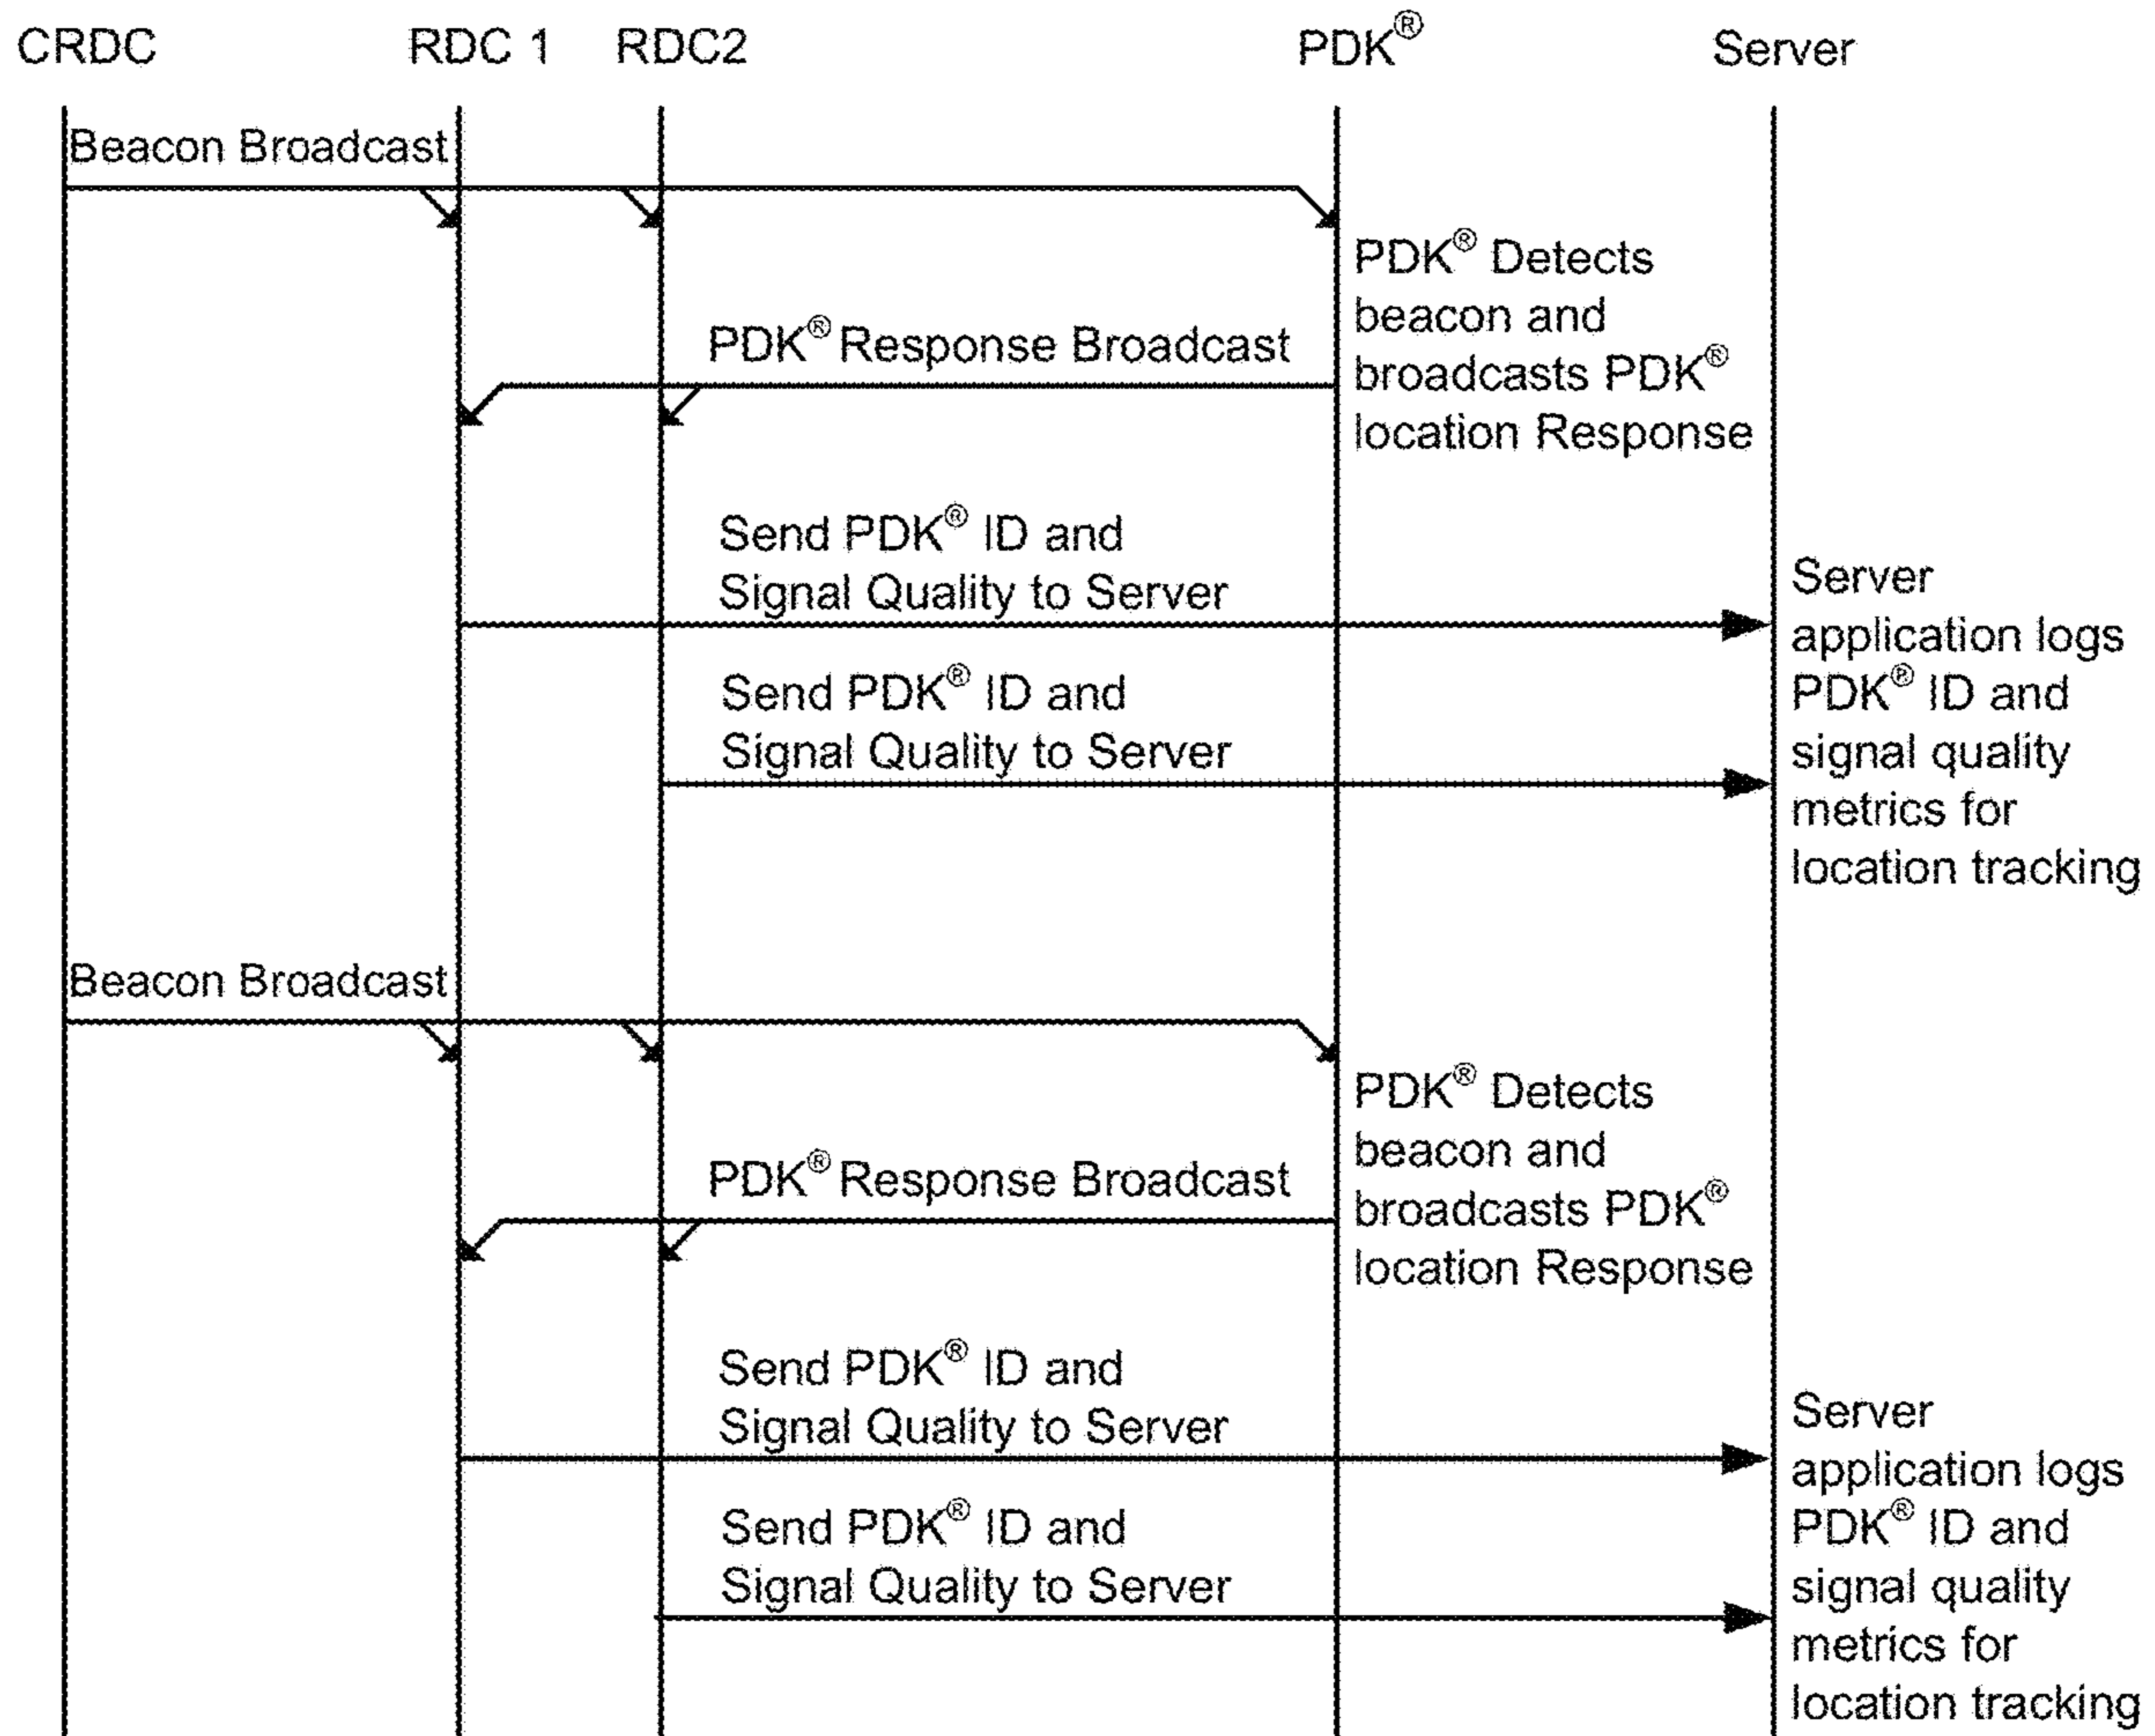 CRDC
RDC 1
RDC2
PDK®
Server
Beacon Broadcast
PDK® Detects
beacon and
broadcasts PDK®
location Response
PDK® Response Broadcast
Send PDK® ID and
Signal Quality to Server
Server
application logs
PDK® ID and
signal quality
metrics for
location tracking
Send PDK® ID and
Signal Quality to Server
Beacon Broadcast
PDK® Detects
beacon and
broadcasts PDK®
location Response
PDK® Response Broadcast
Send PDK® ID and
Signal Quality to Server
Server
application logs
PDK® ID and
signal quality
metrics for
location tracking
Send PDK® ID and
Signal Quality to Server